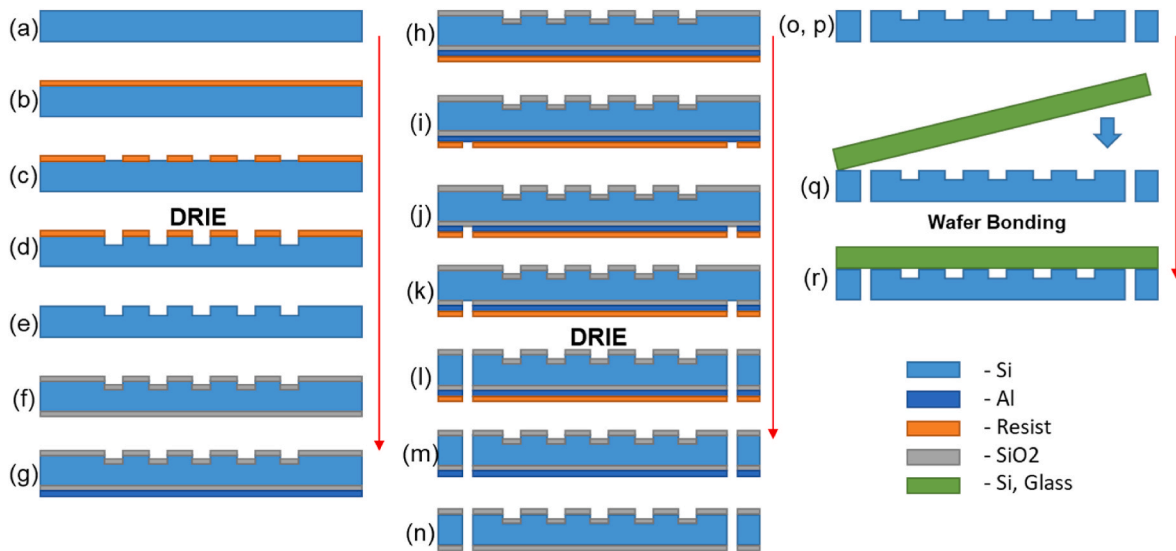 (a)
(b)
(c)
DRIE
(d)
(e)
(f)
(g)
(h)
(i)
(j)
(k)
DRIE
(l)
(m)
(n)
(o, p)
(q)
Wafer Bonding
(r)
- Si
- Al
- Resist
- SiO2
- Si, Glass